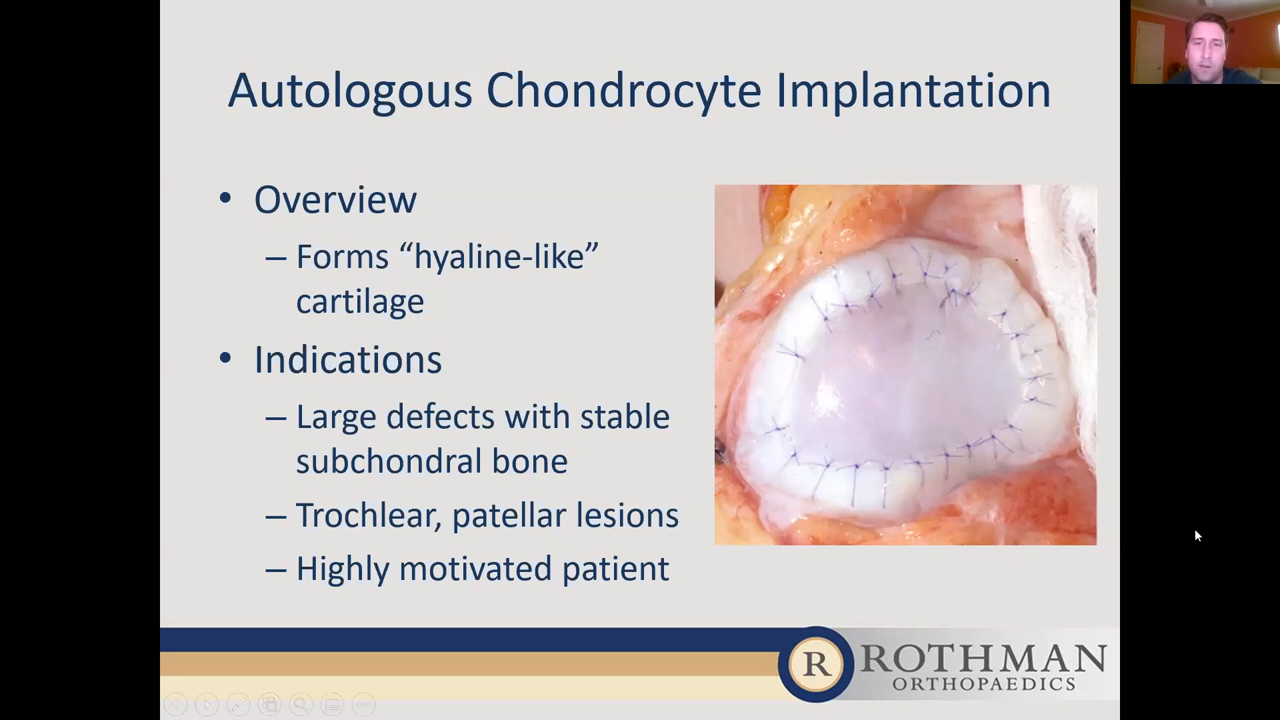 Autologous Chondrocyte Implantation
• Overview
– Forms “hyaline-like”
cartilage
• Indications
– Large defects with stable
subchondral bone
– Trochlear, patellar lesions
– Highly motivated patient
R ROTHMAN
ORTHOPAEDICS